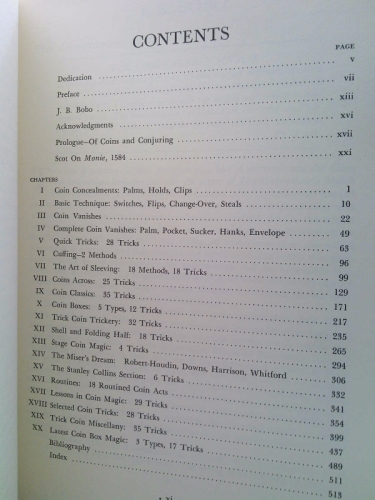 CONTENTS
PAGE
Dedication v
Preface vii
J. B. Bobo xiii
Acknowledgments xvi
Prologue—Of Coins and Conjuring xvii
Scot On Monie, 1584 xxi
CHAPTERS
I Coin Concealments: Palms, Holds, Clips 1
II Basic Technique: Switches, Flips, Change-Over, Steals 10
III Coin Vanishes 22
IV Complete Coin Vanishes: Palm, Pocket, Sucker, Hanks, Envelope 49
V Quick Tricks: 28 Tricks 63
VI Cuffing—2 Methods 96
VII The Art of Sleeving: 18 Methods, 18 Tricks 99
VIII Coins Across: 25 Tricks 129
IX Coin Classics: 35 Tricks 171
X Coin Boxes: 5 Types, 12 Tricks 217
XI Trick Coin Trickery: 32 Tricks 235
XII Shell and Folding Half: 18 Tricks 265
XIII Stage Coin Magic: 4 Tricks 294
XIV The Miser's Dream: Robert-Houdin, Downs, Harrison, Whitford 306
XV The Stanley Collins Section: 6 Tricks 332
XVI Routines: 18 Routined Coin Acts 341
XVII Lessons in Coin Magic: 29 Tricks 354
XVIII Selected Coin Tricks: 28 Tricks 399
XIX Trick Coin Miscellany: 35 Tricks 437
XX Latest Coin Box Magic: 3 Types, 17 Tricks 489
Bibliography 511
Index 513